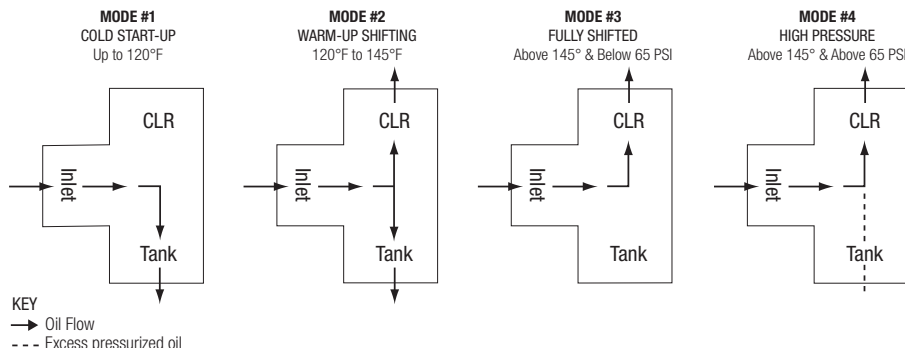 MODE #1
COLD START-UP
Up to 120°F
CLR
Inlet
Tank
MODE #2
WARM-UP SHIFTING
120°F to 145°F
CLR
Inlet
Tank
MODE #3
FULLY SHIFTED
Above 145° & Below 65 PSI
CLR
Inlet
Tank
MODE #4
HIGH PRESSURE
Above 145° & Above 65 PSI
CLR
Inlet
Tank
KEY
Oil Flow
Excess pressurized oil